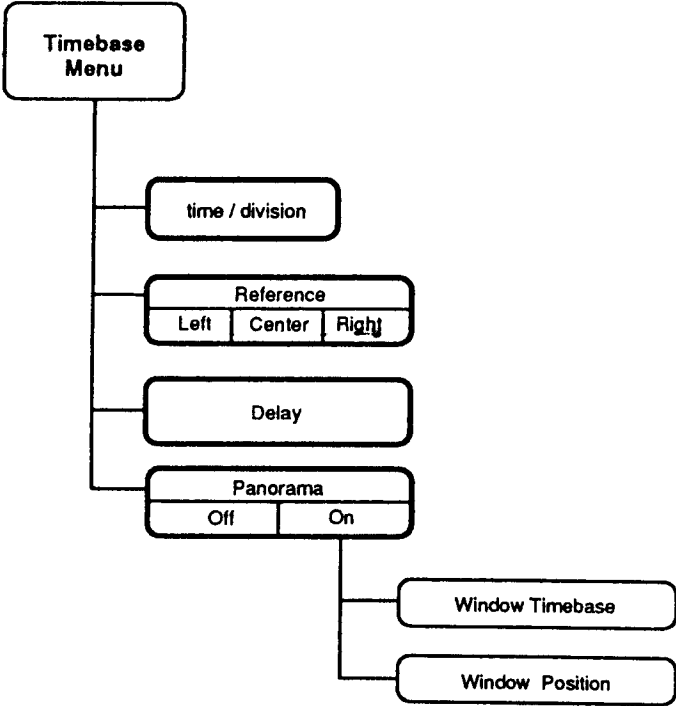 Timebase
Menu
time / division
Reference
Left Center Right
Delay
Panorama
Off On
Window Timebase
Window Position